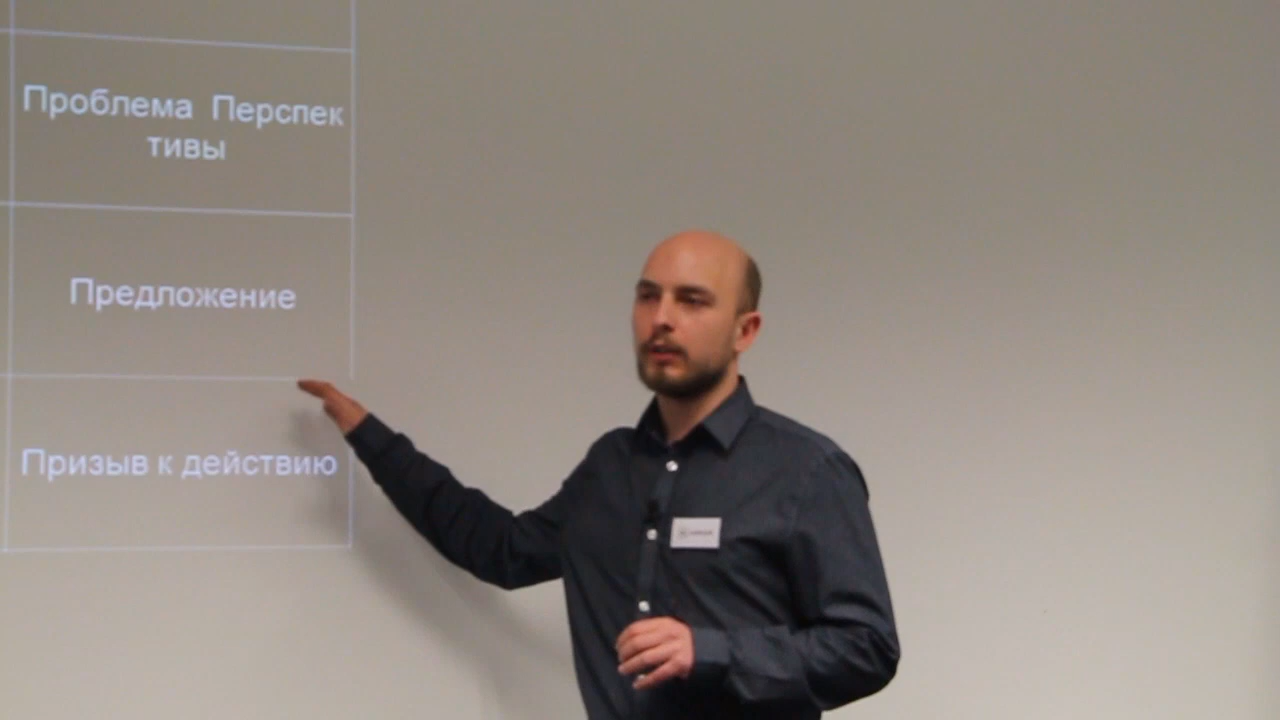 Проблема Перспек
тивы
Предложение
Призыв к действию